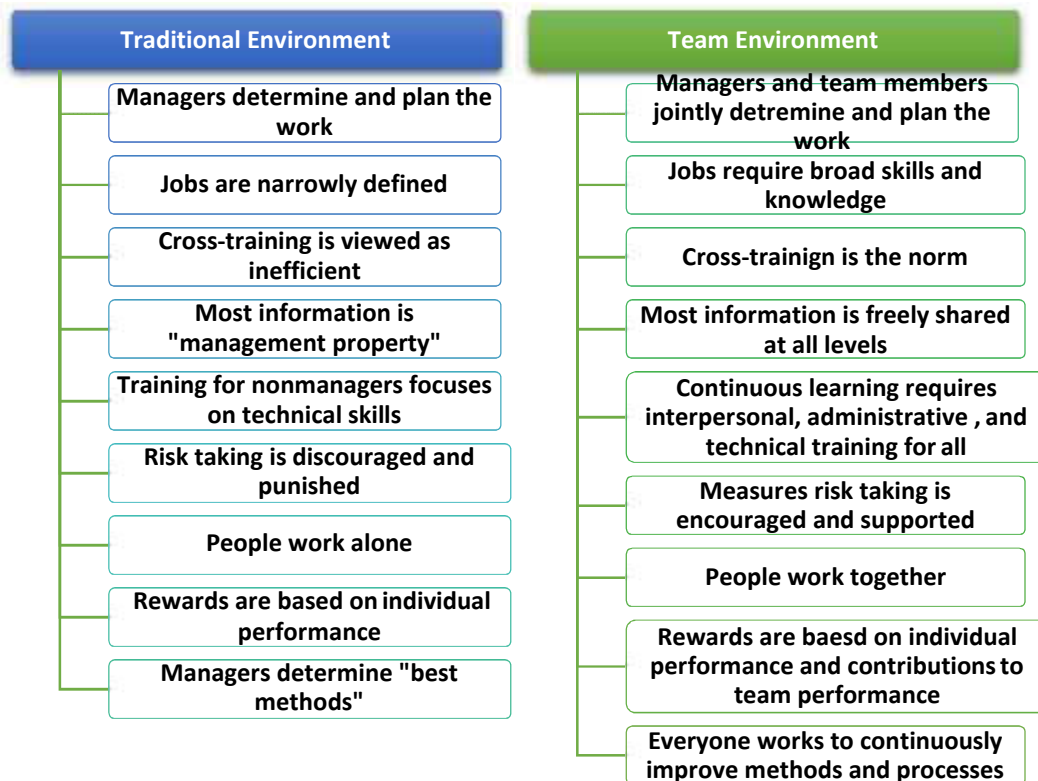 Traditional Environment
Managers determine and plan the
work
Jobs are narrowly defined
Cross-training is viewed as
inefficient
Most information is
"management property"
Training for nonmanagers focuses
on technical skills
Risk taking is discouraged and
punished
People work alone
Rewards are based on individual
performance
Managers determine "best
methods"
Team Environment
Managers and team members
jointly detremine and plan the
work
Jobs require broad skills and
knowledge
Cross-trainign is the norm
Most information is freely shared
at all levels
Continuous learning requires
interpersonal, administrative , and
technical training for all
Measures risk taking is
encouraged and supported
People work together
Rewards are baesd on individual
performance and contributions to
team performance
Everyone works to continuously
improve methods and processes